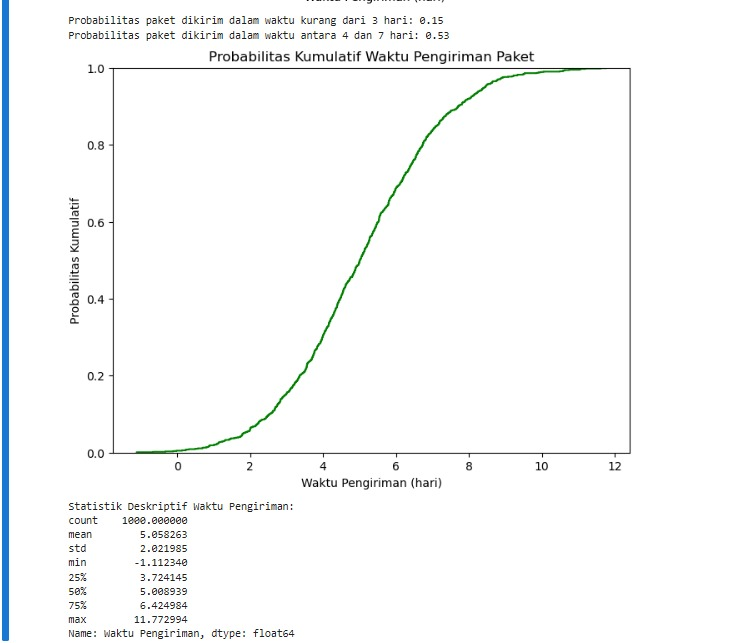 Probabilitas paket dikirim dalam waktu kurang dari 3 hari: 0.15
Probabilitas paket dikirim dalam waktu antara 4 dan 7 hari: 0.53
Probabilitas Kumulatif Waktu Pengiriman Paket
1.0
0.8
0.6
0.4
0.2
0.0
Probabilitas Kumulatif
0 2 4 6 8 10 12
Waktu Pengiriman (hari)
Statistik Deskriptif Waktu Pengiriman:
count 1000.000000
mean 5.058263
std 2.021985
min -1.112340
25% 3.724145
50% 5.008939
75% 6.424984
max 11.772994
Name: Waktu Pengiriman, dtype: float64